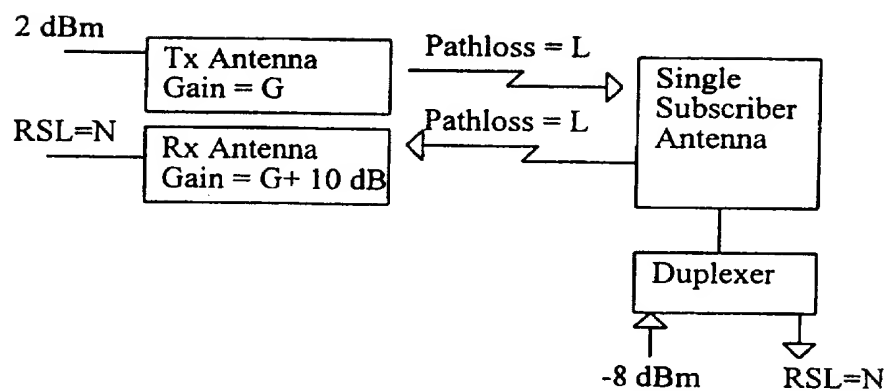 2 dBm
Tx Antenna
Gain = G
Pathloss = L
Single
Subscriber
Antenna
RSL=N
Rx Antenna
Gain = G+ 10 dB
Pathloss = L
Duplexer
-8 dBm
RSL=N